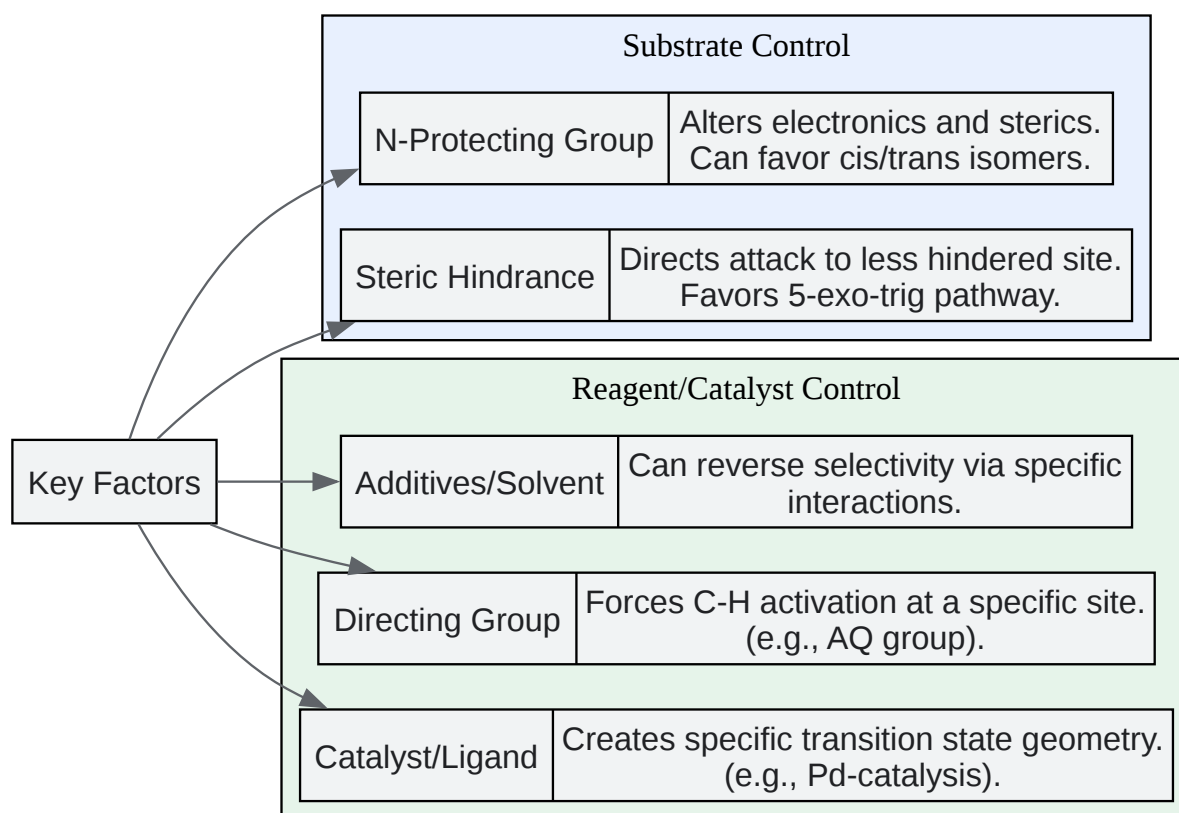 Substrate Control
N-Protecting Group
Alters electronics and sterics.
Can favor cis/trans isomers.
Steric Hindrance
Directs attack to less hindered site.
Favors 5-exo-trig pathway.
Reagent/Catalyst Control
Key Factors
Additives/Solvent
Can reverse selectivity via specific
interactions.
Directing Group
Forces C-H activation at a specific site.
(e.g., AQ group).
Catalyst/Ligand
Creates specific transition state geometry.
(e.g., Pd-catalysis).